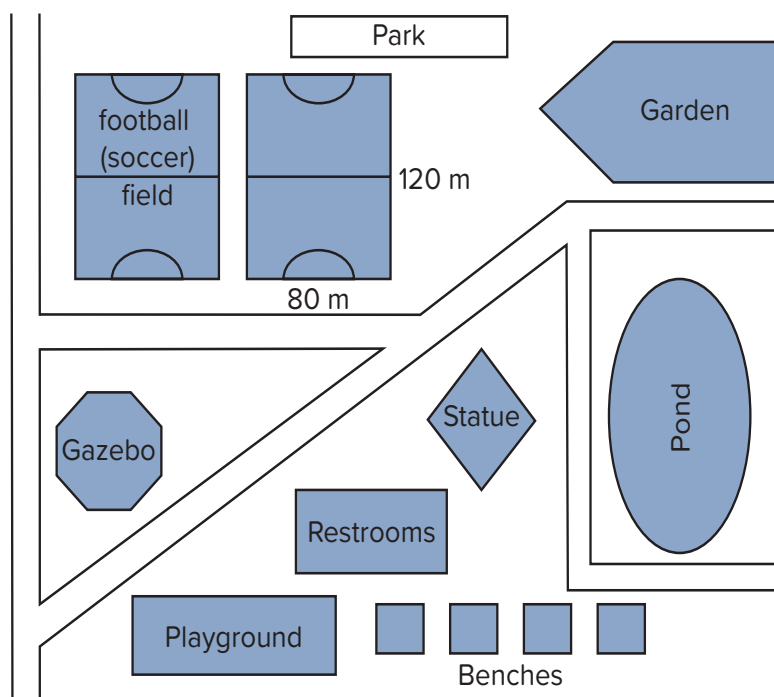 Park
football
(soccer)
field
Garden
120 m
80 m
Statue
Pond
Gazebo
Restrooms
Playground
Benches